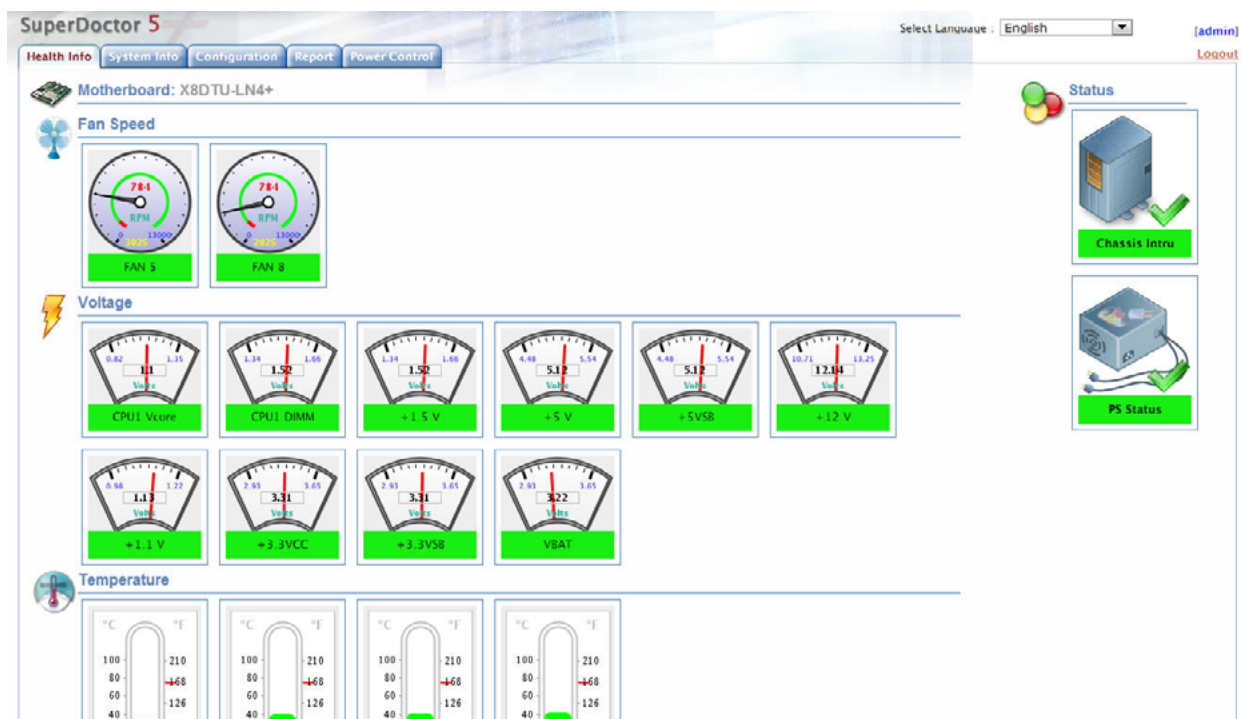 SuperDoctor 5
Select Language : English
[admin]
Health Info System Info Configuration Report Power Control
Logout
Motherboard: X8DTU-LN4+
Status
Fan Speed
784 784
RPM RPM
0 13000 0 13000
3025 2025
FAN 5 FAN 8
Chassis Intru
Voltage
0.82 1.35 1.34 1.66 1.34 1.66 4.48 5.54 4.48 5.54 10.71 13.25
1.1 1.52 1.52 5.12 5.12 12.14
Volts Volts Volts Volts Volts Volts
CPU1 Vcore CPU1 DIMM +1.5 V +5 V +5VSB +12 V
PS Status
0.98 1.22 2.93 3.65 2.93 3.65 2.93 3.65
1.13 3.31 3.31 3.22
Volts Volts Volts Volts
+1.1 V +3.3VCC +3.3VSB VBAT
Temperature
°C °F °C °F °C °F °C °F
100 210 100 210 100 210 100 210
80 168 80 168 80 168 80 168
60 126 60 126 60 126 60 126
40 40 40 40